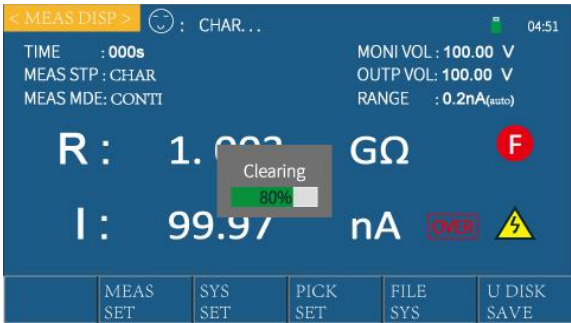 < MEAS DISP > : CHAR... 04:51
TIME : 000s MONI VOL : 100.00 V
MEAS STP : CHAR OUTP VOL: 100.00 V
MEAS MDE: CONTI RANGE : 0.2nA(auto)
R : 1. GΩ F
Clearing
80%
I : 99.97 nA OVER
MEAS SET
SYS SET
PICK SET
FILE SYS
U DISK SAVE